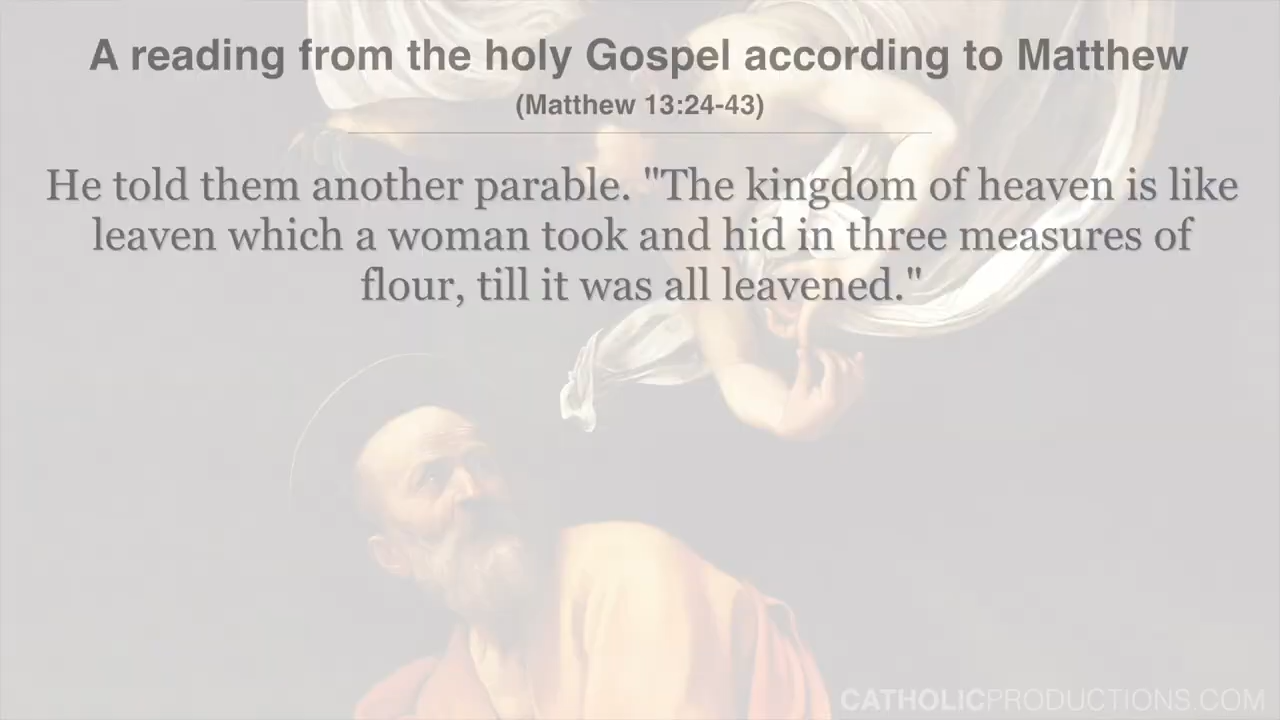 A reading from the holy Gospel according to Matthew
(Matthew 13:24-43)
He told them another parable. "The kingdom of heaven is like
leaven which a woman took and hid in three measures of
flour, till it was all leavened."
CATHOLICPRODUCTIONS.COM